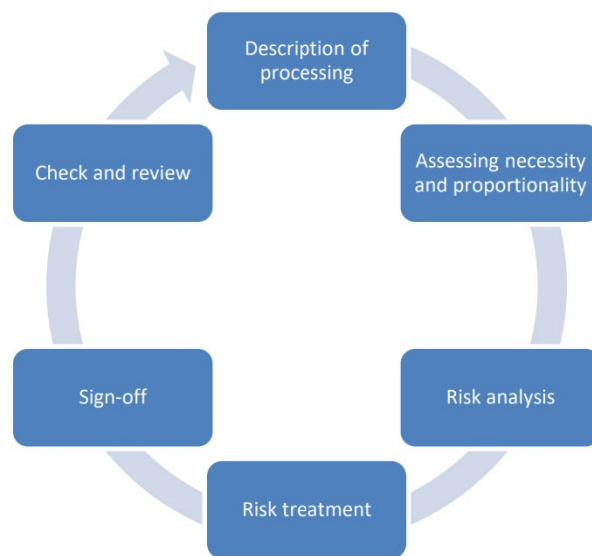 Description of
processing
Assessing necessity
and proportionality
Risk analysis
Risk treatment
Sign-off
Check and review